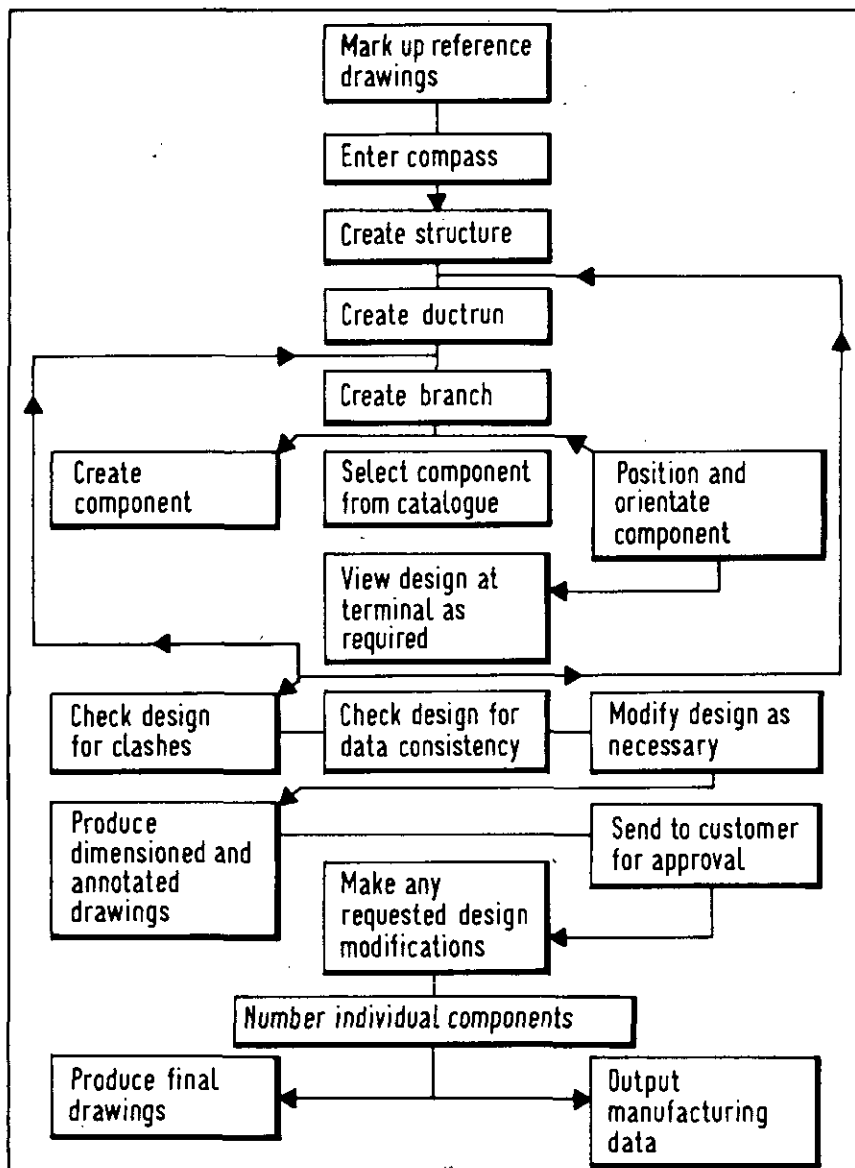 Mark up reference
drawings
Enter compass
Create structure
Create ductrun
Create branch
Create
component
Select component
from catalogue
Position and
orientate
component
View design at
terminal as
required
Check design
for clashes
Check design for
data consistency
Modify design as
necessary
Produce
dimensioned and
annotated
drawings
Send to customer
for approval
Make any
requested design
modifications
Number individual components
Produce final
drawings
Output
manufacturing
data